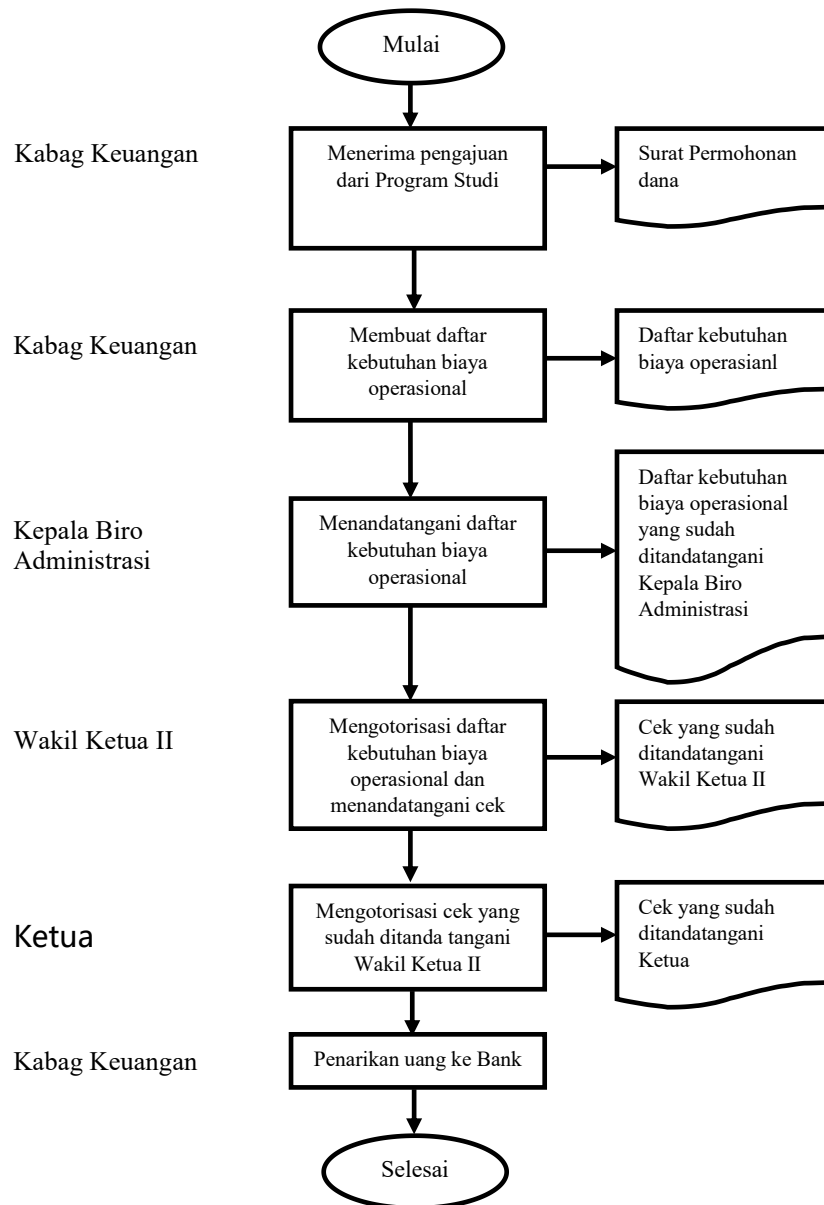 Mulai
Kabag Keuangan
Menerima pengajuan
dari Program Studi
Surat Permohonan
dana
Kabag Keuangan
Membuat daftar
kebutuhan biaya
operasional
Daftar kebutuhan
biaya operasianl
Kepala Biro
Administrasi
Menandatangani daftar
kebutuhan biaya
operasional
Daftar kebutuhan
biaya operasional
yang sudah
ditandatangani
Kepala Biro
Administrasi
Wakil Ketua II
Mengotorisasi daftar
kebutuhan biaya
operasional dan
menandatangani cek
Cek yang sudah
ditandatangani
Wakil Ketua II
Ketua
Mengotorisasi cek yang
sudah ditanda tangani
Wakil Ketua II
Cek yang sudah
ditandatangani
Ketua
Kabag Keuangan
Penarikan uang ke Bank
Selesai